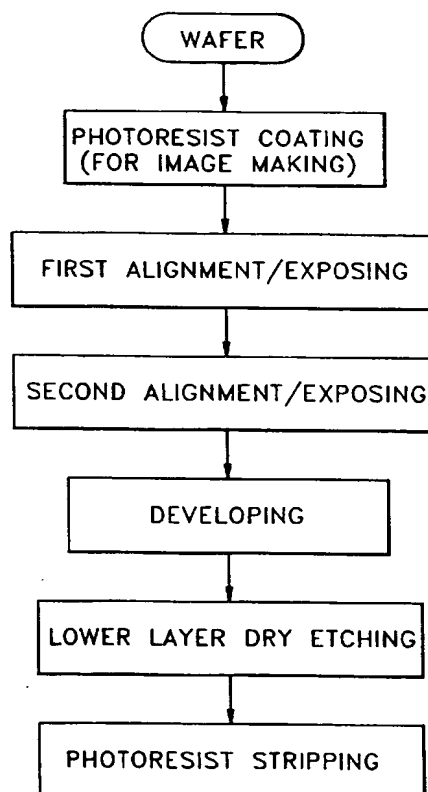 WAFER
PHOTORESIST COATING
(FOR IMAGE MAKING)
FIRST ALIGNMENT/EXPOSING
SECOND ALIGNMENT/EXPOSING
DEVELOPING
LOWER LAYER DRY ETCHING
PHOTORESIST STRIPPING